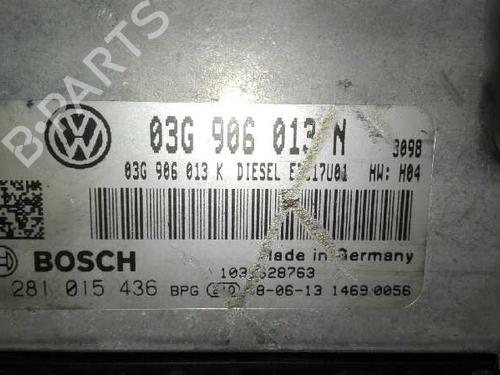 03G 906 013 N
3098
03G 906 013 K DIESEL HW: H04
BOSCH
Made in Germany
281 015 436 BPG 1469 0056
B-PARTS